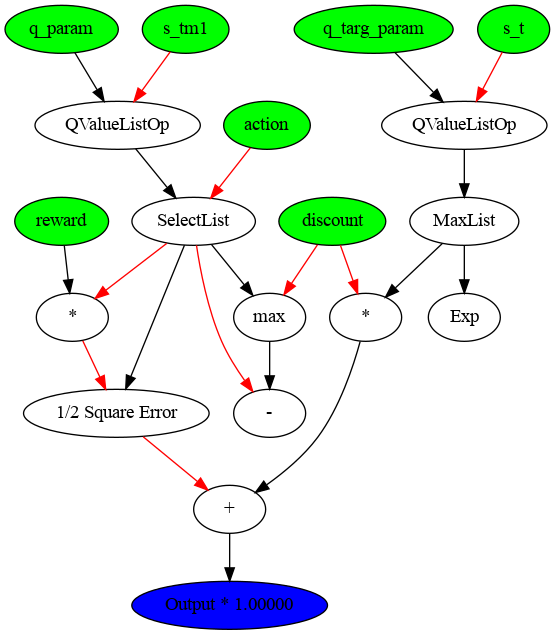 q_param
s_tm1
q_targ_param
s_t
QValueListOp
action
QValueListOp
reward
SelectList
discount
MaxList
*
max
*
Exp
1/2 Square Error
-
+
Output * 1.00000